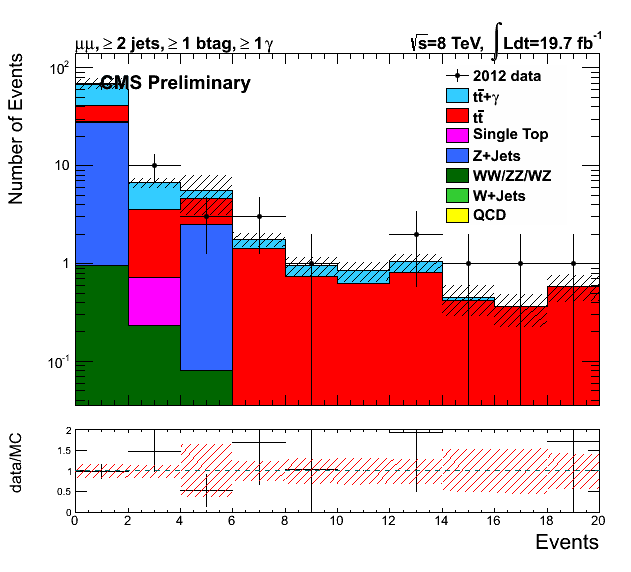 μμ, ≥ 2 jets, ≥ 1 btag, ≥ 1 γ
√s=8 TeV, ∫Ldt=19.7 fb⁻¹
CMS Preliminary
2012 data
tt̅+γ
tt̅
Single Top
Z+Jets
WW/ZZ/WZ
W+Jets
QCD
Number of Events
10²
10
1
10⁻¹
data/MC
2
1.5
1
0.5
0
0 2 4 6 8 10 12 14 16 18 20
Events